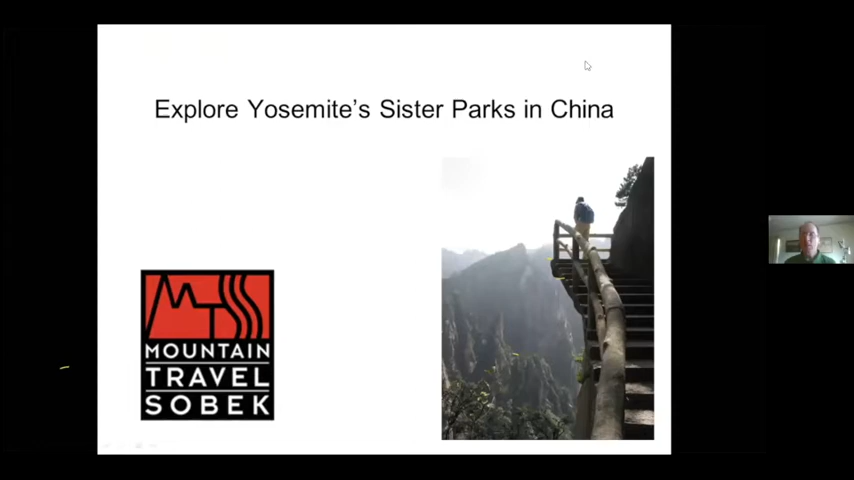 Explore Yosemite's Sister Parks in China
MOUNTAIN
TRAVEL
SOBEK